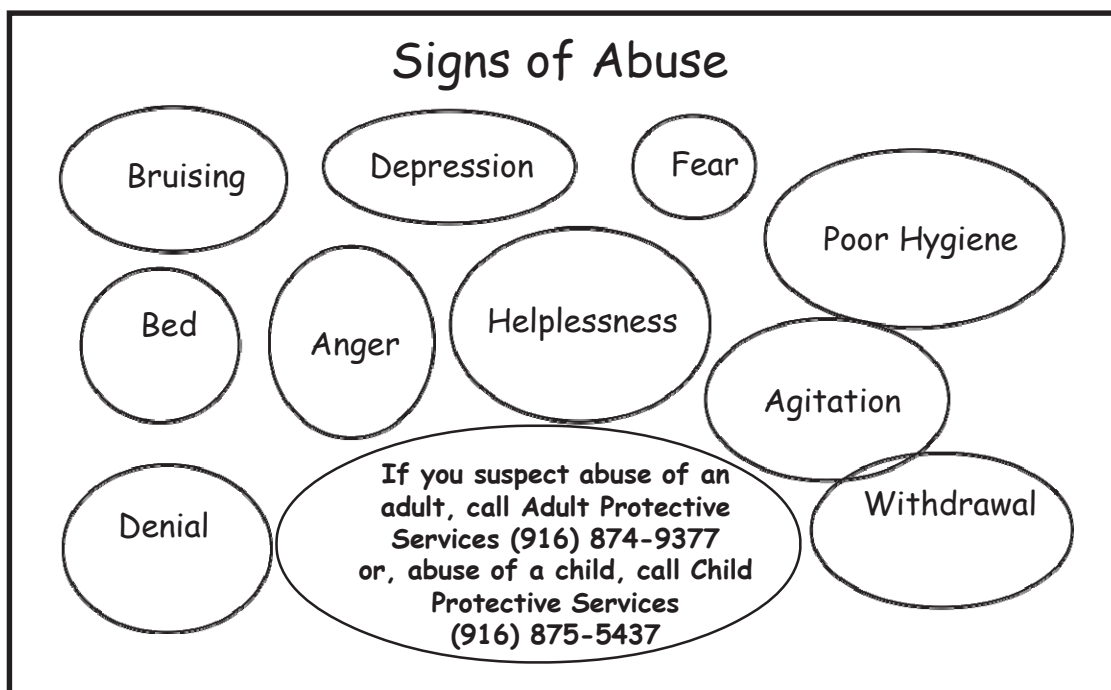 Signs of Abuse
Bruising
Depression
Fear
Poor Hygiene
Bed
Anger
Helplessness
Agitation
Denial
If you suspect abuse of an
adult, call Adult Protective
Services (916) 874-9377
or, abuse of a child, call Child
Protective Services
(916) 875-5437
Withdrawal